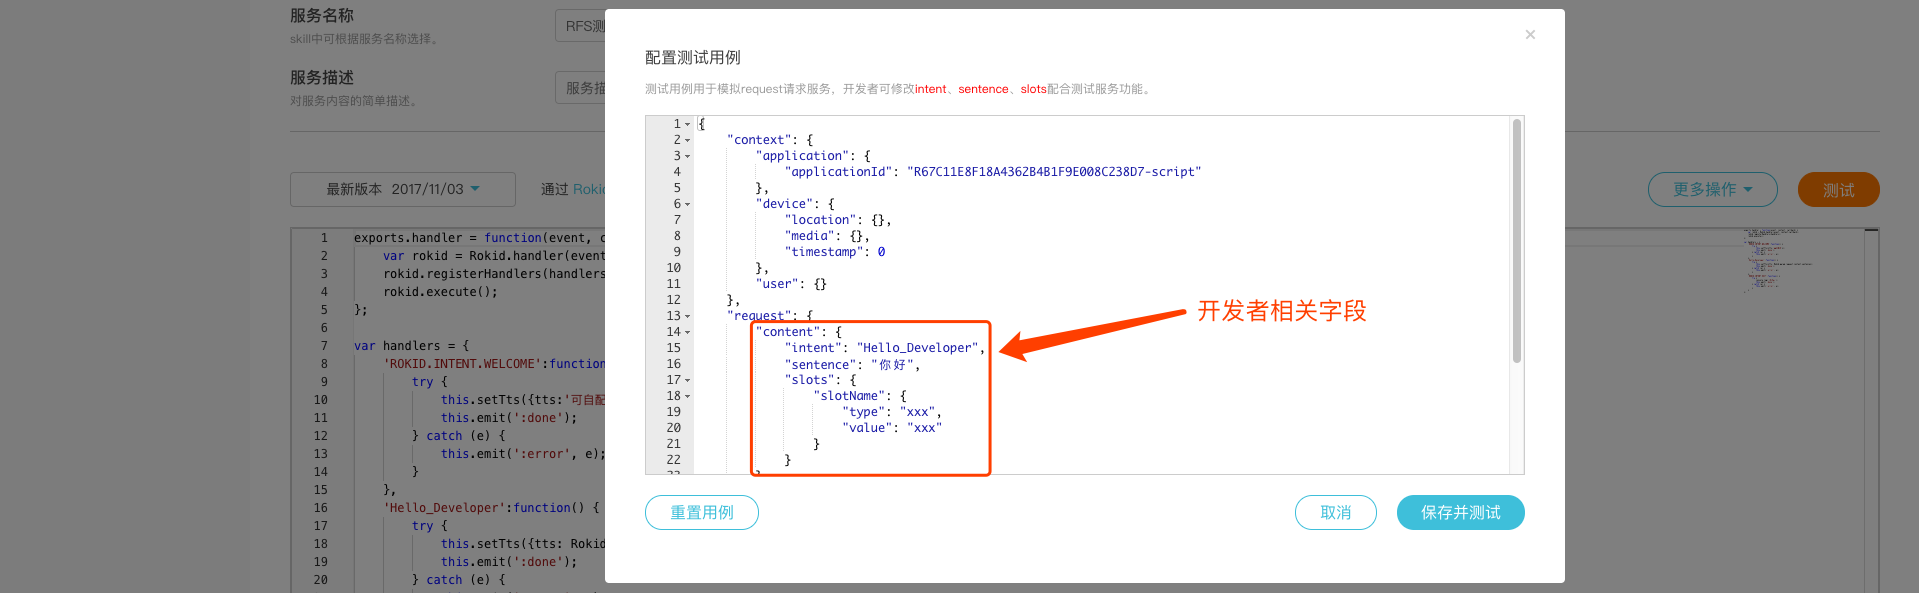 服务名称
skill中可根据服务名称选择。
RFS测
服务描述
对服务内容的简单描述。
服务描
最新版本 2017/11/03
通过 Rokid
更多操作
测试
1 exports.handler = function(event, c
2 var rokid = Rokid.handler(event
3 rokid.registerHandlers(handlers
4 rokid.execute();
5 };
6
7 var handlers = {
8 'ROKID.INTENT.WELCOME':function
9 try {
10 this.setTts({tts:'可自配
11 this.emit(':done');
12 } catch (e) {
13 this.emit(':error', e);
14 }
15 },
16 'Hello_Developer':function() {
17 try {
18 this.setTts({tts: Rokid
19 this.emit(':done');
20 } catch (e) {
×
配置测试用例
测试用例用于模拟request请求服务，开发者可修改intent、sentence、slots配合测试服务功能。
1 {
2 "context": {
3 "application": {
4 "applicationId": "R67C11E8F18A4362B4B1F9E008C238D7-script"
5 },
6 "device": {
7 "location": {},
8 "media": {},
9 "timestamp": 0
10 },
11 "user": {}
12 },
13 "request": {
14 "content": {
15 "intent": "Hello_Developer",
16 "sentence": "你好",
17 "slots": {
18 "slotName": {
19 "type": "xxx",
20 "value": "xxx"
21 }
22 }
开发者相关字段
重置用例
取消
保存并测试